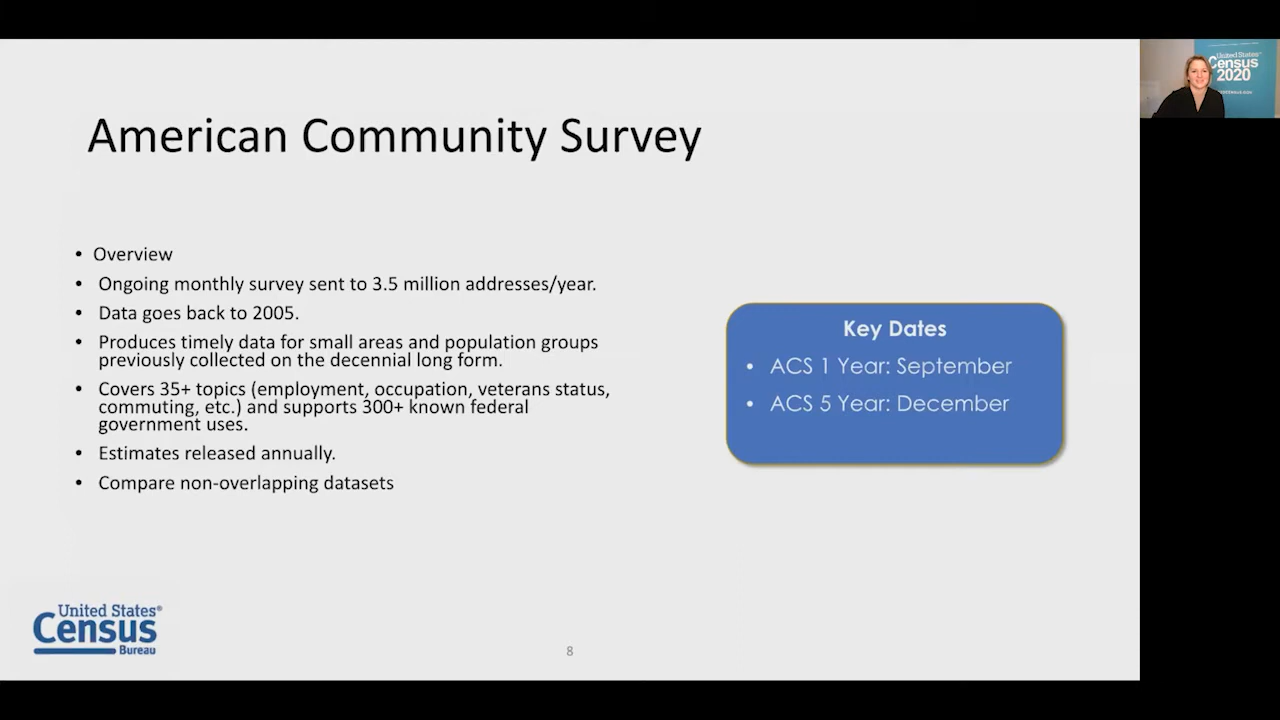 American Community Survey
• Overview
• Ongoing monthly survey sent to 3.5 million addresses/year.
• Data goes back to 2005.
• Produces timely data for small areas and population groups
previously collected on the decennial long form.
• Covers 35+ topics (employment, occupation, veterans status,
commuting, etc.) and supports 300+ known federal
government uses.
• Estimates released annually.
• Compare non-overlapping datasets
Key Dates
• ACS 1 Year: September
• ACS 5 Year: December
United States®
Census
Bureau
8
United States®
Census
2020